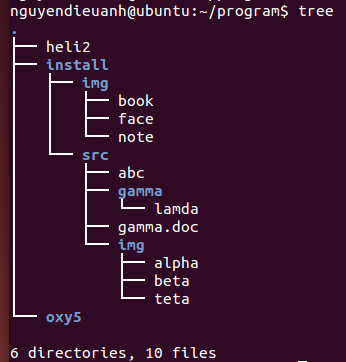 nguyendieuanh@ubuntu:~/program$ tree
.
├── heli2
├── install
│   ├── img
│   │   ├── book
│   │   ├── face
│   │   └── note
│   └── src
│       ├── abc
│       ├── gamma
│       │   └── lamda
│       ├── gamma.doc
│       └── img
│           ├── alpha
│           ├── beta
│           └── teta
└── oxy5
6 directories, 10 files